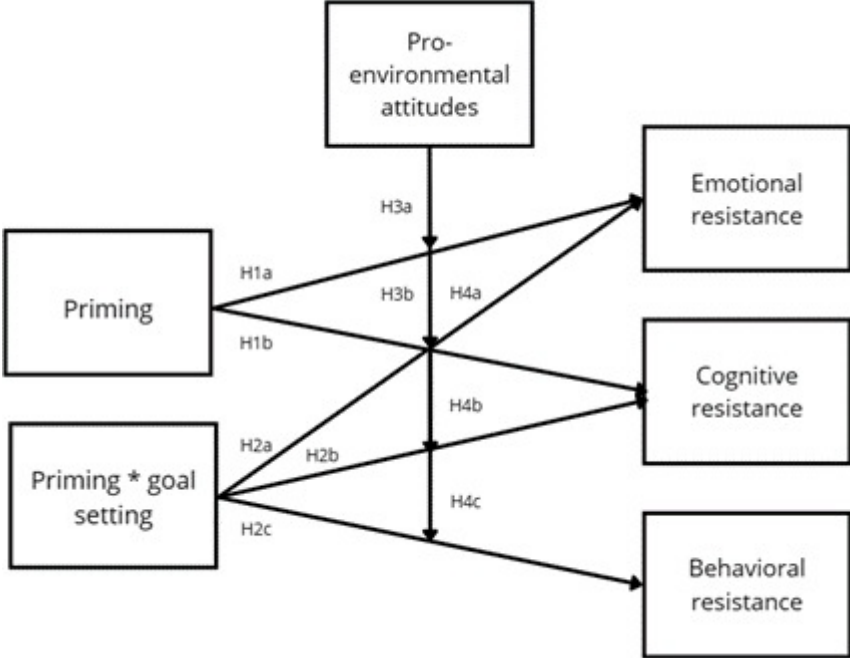 Pro-
environmental
attitudes
Emotional
resistance
H3a
H1a
Priming
H3b
H4a
H1b
Cognitive
resistance
H4b
H2a
H2b
Priming * goal
setting
H4c
H2c
Behavioral
resistance